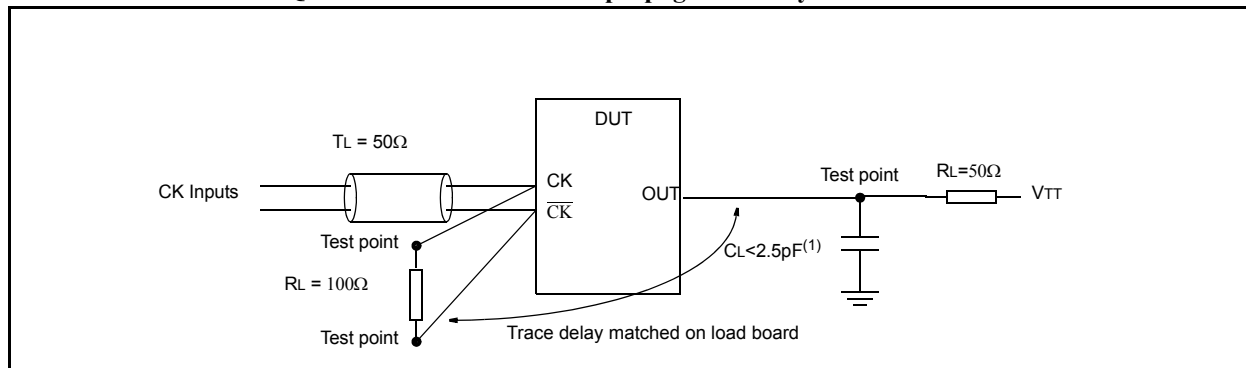 DUT
TL = 50Ω
CK Inputs
CK
CK
OUT
Test point
RL=50Ω
VTT
CL<2.5pF(1)
Test point
RL = 100Ω
Test point
Trace delay matched on load board